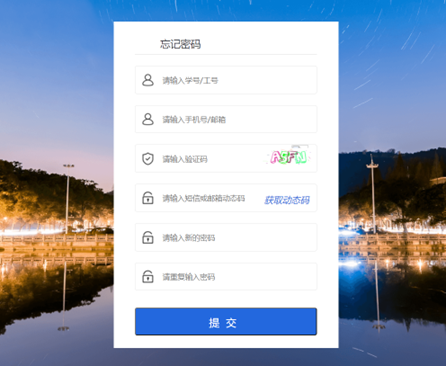 忘记密码
请输入学号/工号
请输入手机号/邮箱
请输入验证码
请输入短信或邮箱动态码
获取动态码
请输入新的密码
请重复输入密码
提 交